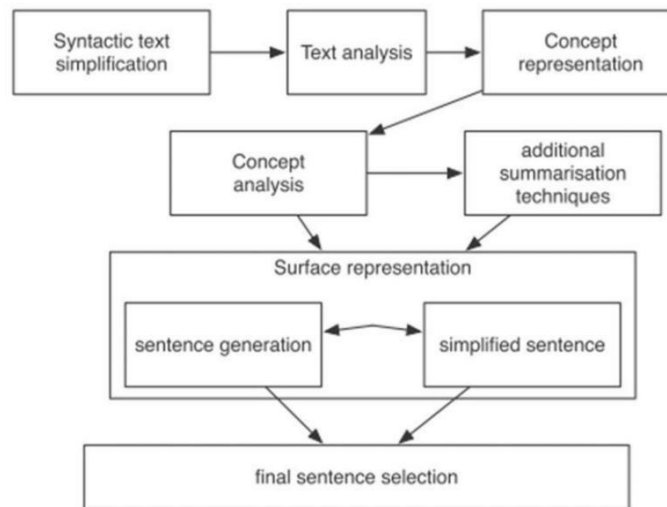 Syntactic text
simplification
Text analysis
Concept
representation
Concept
analysis
additional
summarisation
techniques
Surface representation
sentence generation
simplified sentence
final sentence selection